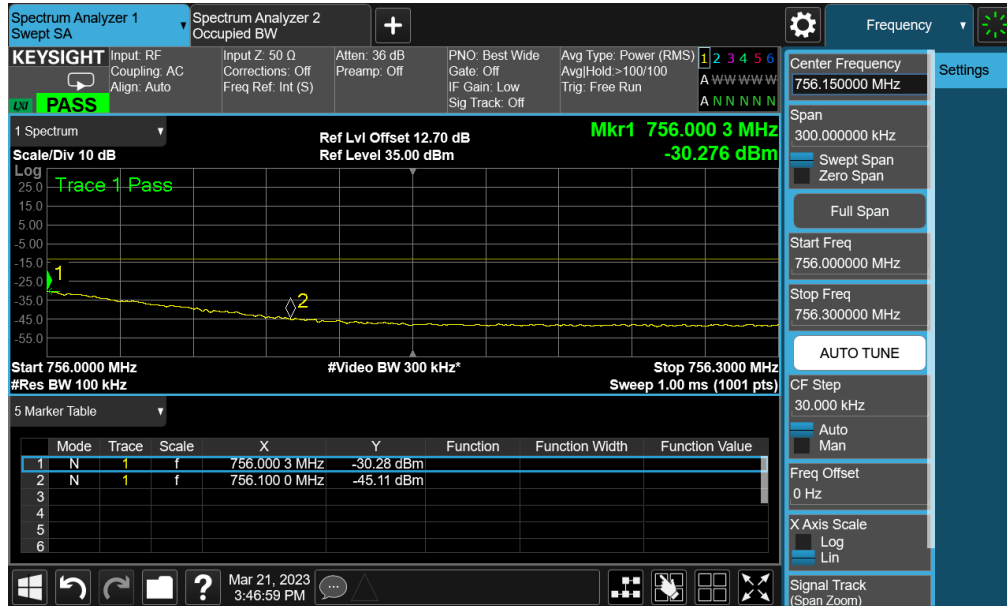 Spectrum Analyzer 1
Swept SA
Spectrum Analyzer 2
Occupied BW
Frequency
KEYSIGHT
Input: RF
Coupling: AC
Align: Auto
Input Z: 50 Ω
Corrections: Off
Freq Ref: Int (S)
Atten: 36 dB
Preamp: Off
PNO: Best Wide
Gate: Off
IF Gain: Low
Sig Track: Off
Avg Type: Power (RMS)
Avg|Hold:>100/100
Trig: Free Run
1 2 3 4 5 6
A W W W W W
A N N N N N
LXI PASS
1 Spectrum
Scale/Div 10 dB
Ref Lvl Offset 12.70 dB
Ref Level 35.00 dBm
Mkr1 756.000 3 MHz
-30.276 dBm
Log
Trace 1 Pass
25.0
15.0
5.00
-5.00
-15.0
-25.0
-35.0
-45.0
-55.0
1
2
Start 756.0000 MHz
#Video BW 300 kHz*
Stop 756.3000 MHz
#Res BW 100 kHz
Sweep 1.00 ms (1001 pts)
5 Marker Table
Mode Trace Scale X Y Function Function Width Function Value
1 N 1 f 756.000 3 MHz -30.28 dBm
2 N 1 f 756.100 0 MHz -45.11 dBm
3
4
5
6
Center Frequency
756.150000 MHz
Settings
Span
300.000000 kHz
Swept Span
Zero Span
Full Span
Start Freq
756.000000 MHz
Stop Freq
756.300000 MHz
AUTO TUNE
CF Step
30.000 kHz
Auto
Man
Freq Offset
0 Hz
X Axis Scale
Log
Lin
Signal Track
(Span Zoom)
?
Mar 21, 2023
3:46:59 PM